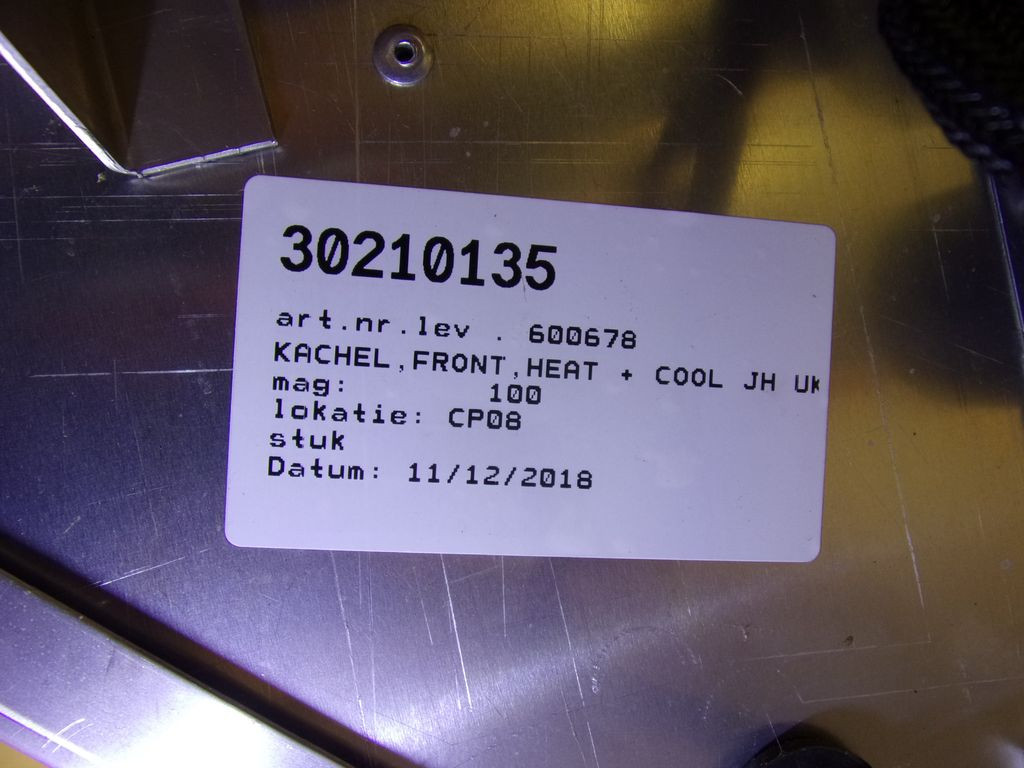 30210135
art.nr.lev . 600678
KACHEL,FRONT,HEAT + COOL JH UK
mag: 100
lokatie: CP08
stuk
Datum: 11/12/2018